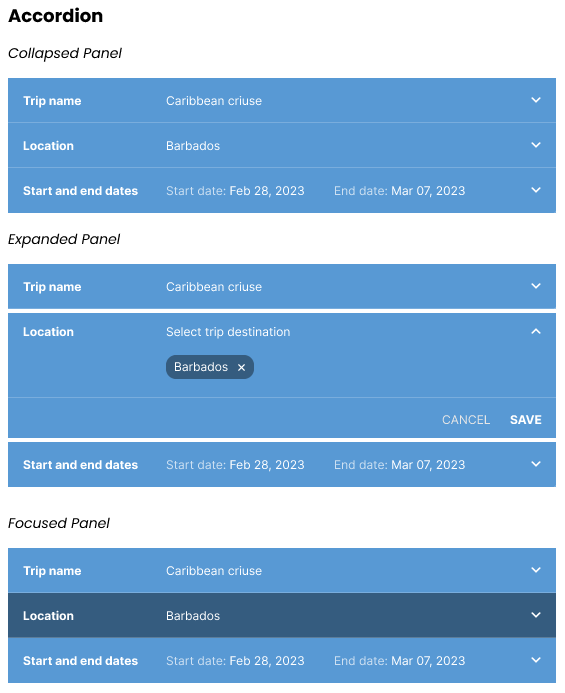 Accordion
Collapsed Panel
Trip name Caribbean criuse
Location Barbados
Start and end dates Start date: Feb 28, 2023 End date: Mar 07, 2023
Expanded Panel
Trip name Caribbean criuse
Location Select trip destination
Barbados ×
CANCEL SAVE
Start and end dates Start date: Feb 28, 2023 End date: Mar 07, 2023
Focused Panel
Trip name Caribbean criuse
Location Barbados
Start and end dates Start date: Feb 28, 2023 End date: Mar 07, 2023